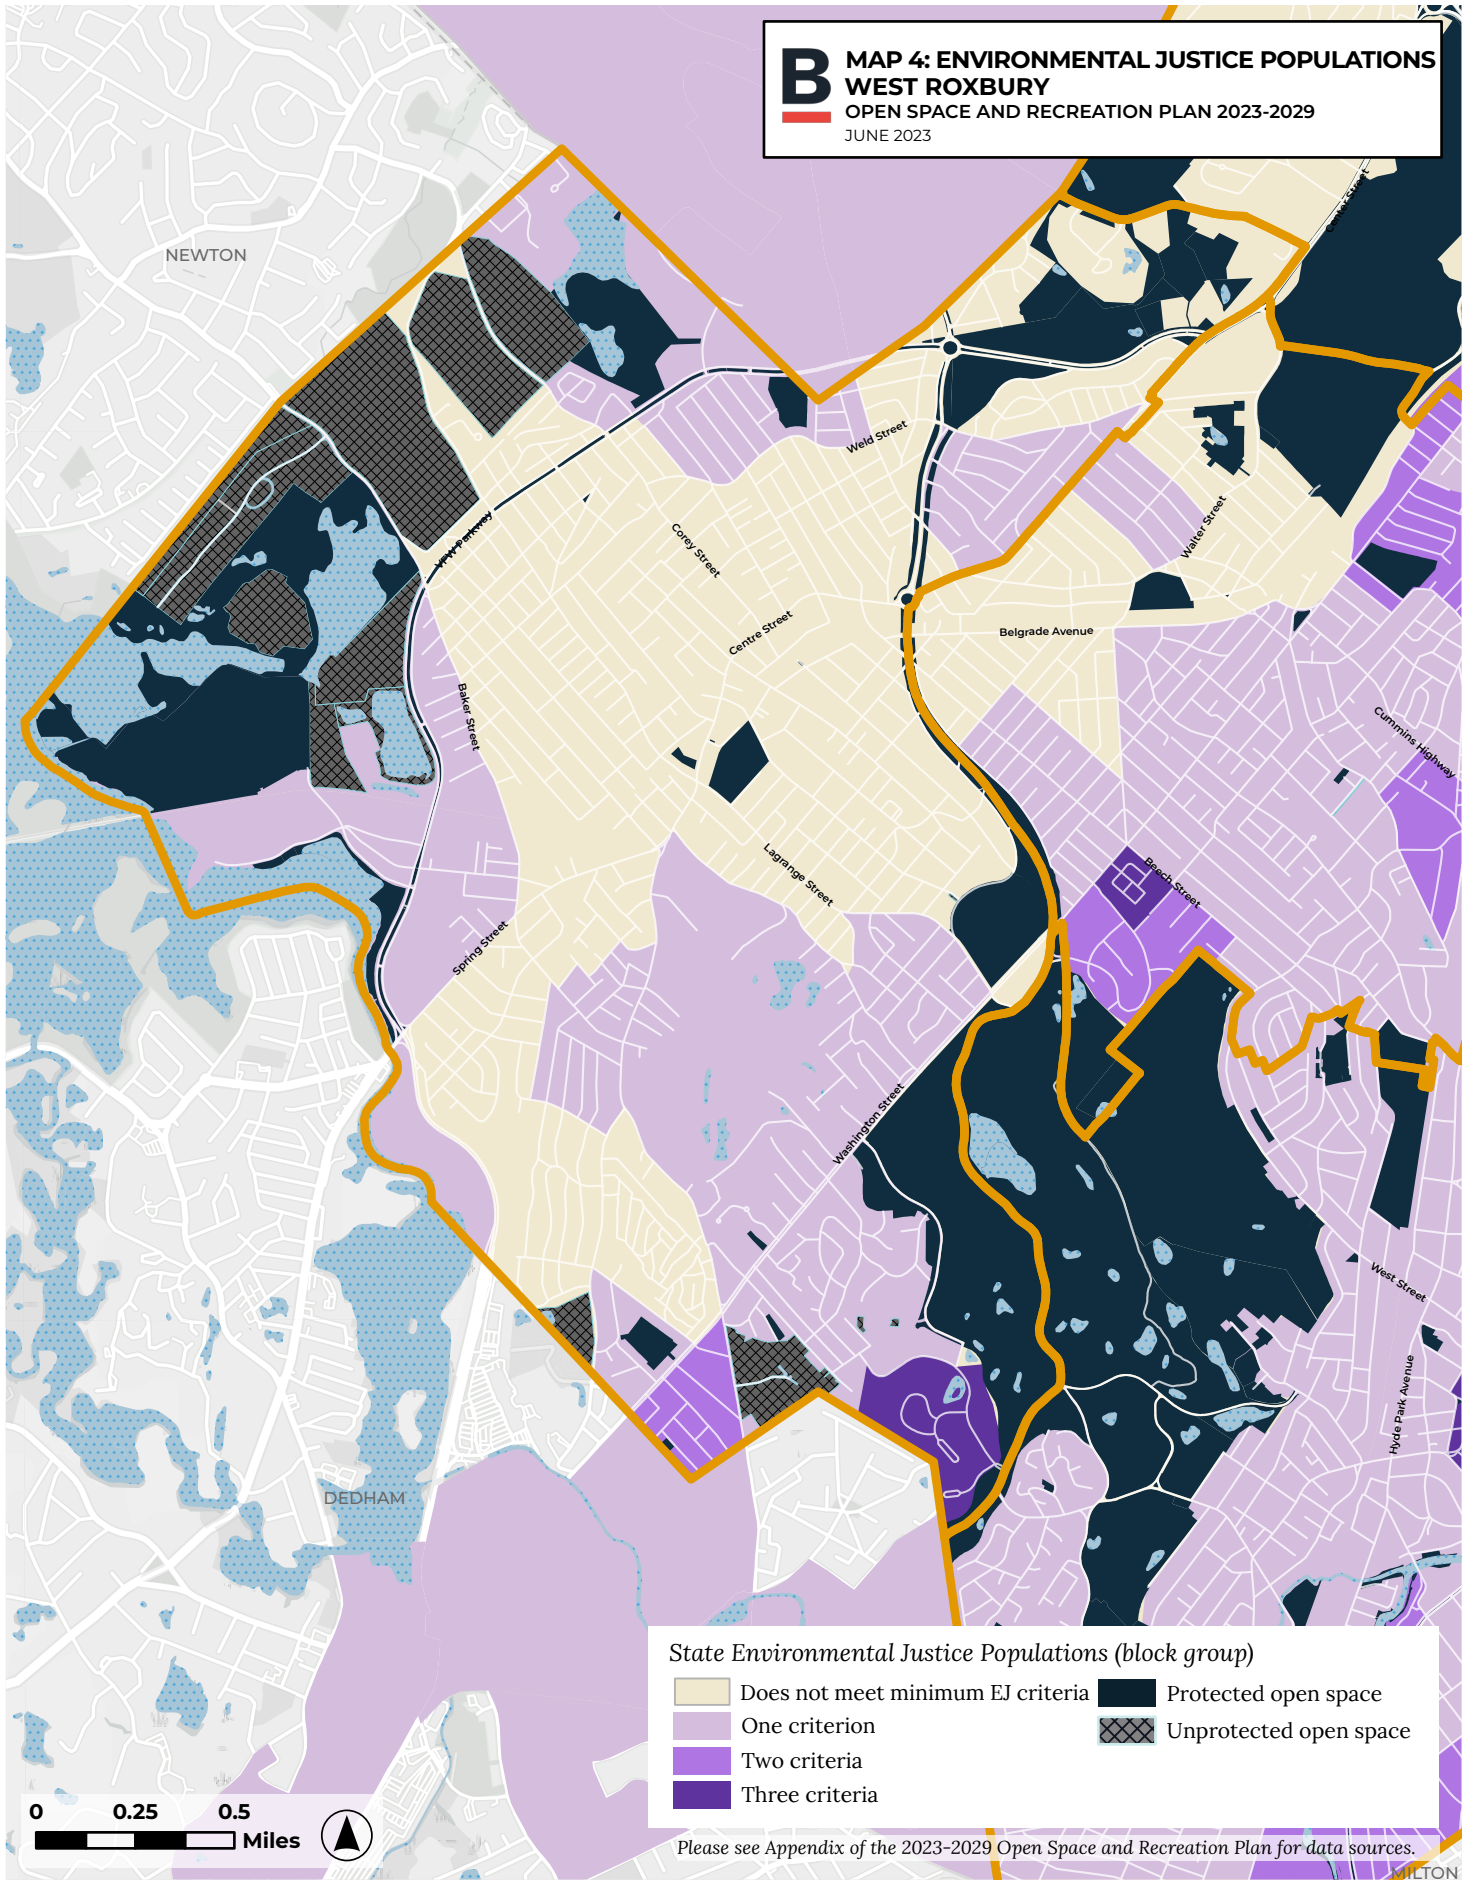 B
MAP 4: ENVIRONMENTAL JUSTICE POPULATIONS
WEST ROXBURY
OPEN SPACE AND RECREATION PLAN 2023-2029
JUNE 2023
Center Street
NEWTON
Weld Street
VFW Parkway
Corey Street
Walter Street
Centre Street
Belgrade Avenue
Baker Street
Cummins Highway
Lagrange Street
Beech Street
Spring Street
Washington Street
West Street
Hyde Park Avenue
DEDHAM
State Environmental Justice Populations (block group)
Does not meet minimum EJ criteria
One criterion
Two criteria
Three criteria
Protected open space
Unprotected open space
0 0.25 0.5
Miles
Please see Appendix of the 2023-2029 Open Space and Recreation Plan for data sources.
MILTON